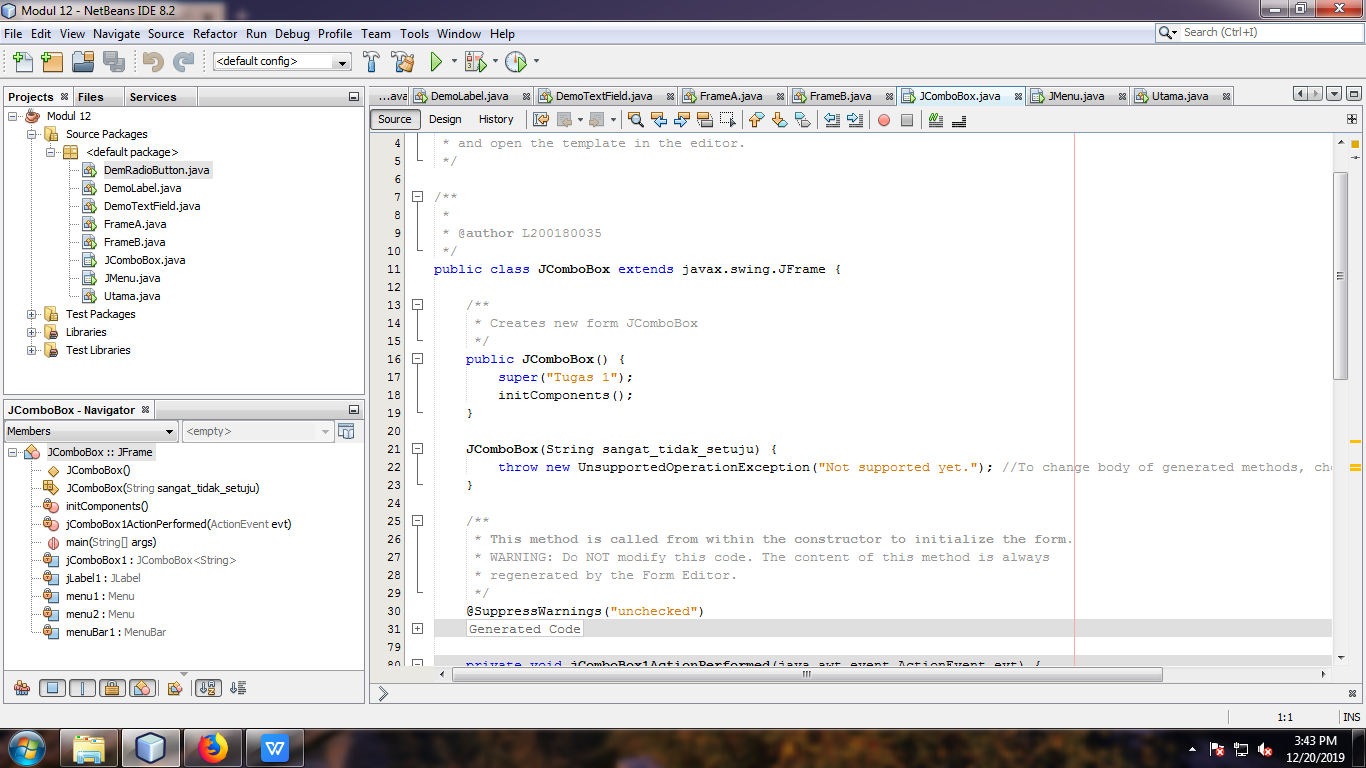 Modul 12 - NetBeans IDE 8.2
File Edit View Navigate Source Refactor Run Debug Profile Team Tools Window Help
Search (Ctrl+I)
<default config>
Projects Files Services
Modul 12
Source Packages
<default package>
DemRadioButton.java
DemoLabel.java
DemoTextField.java
FrameA.java
FrameB.java
JComboBox.java
JMenu.java
Utama.java
Test Packages
Libraries
Test Libraries
JComboBox - Navigator
Members
<empty>
JComboBox :: JFrame
JComboBox()
JComboBox(String sangat_tidak_setuju)
initComponents()
jComboBox1ActionPerformed(ActionEvent evt)
main(String[] args)
jComboBox1 : JComboBox<String>
jLabel1 : JLabel
menu1 : Menu
menu2 : Menu
menuBar1 : MenuBar
...ava DemoLabel.java DemoTextField.java FrameA.java FrameB.java JComboBox.java JMenu.java Utama.java
Source Design History
4 * and open the template in the editor.
5 */
6
7 /**
8 *
9 * @author L200180035
10 */
11 public class JComboBox extends javax.swing.JFrame {
12
13 /**
14 * Creates new form JComboBox
15 */
16 public JComboBox() {
17 super("Tugas 1");
18 initComponents();
19 }
20
21 JComboBox(String sangat_tidak_setuju) {
22 throw new UnsupportedOperationException("Not supported yet."); //To change body of generated methods, cho
23 }
24
25 /**
26 * This method is called from within the constructor to initialize the form.
27 * WARNING: Do NOT modify this code. The content of this method is always
28 * regenerated by the Form Editor.
29 */
30 @SuppressWarnings("unchecked")
31 Generated Code
79
80 private void jComboBox1ActionPerformed(java.awt.event.ActionEvent evt) {
1:1 INS
3:43 PM
12/20/2019